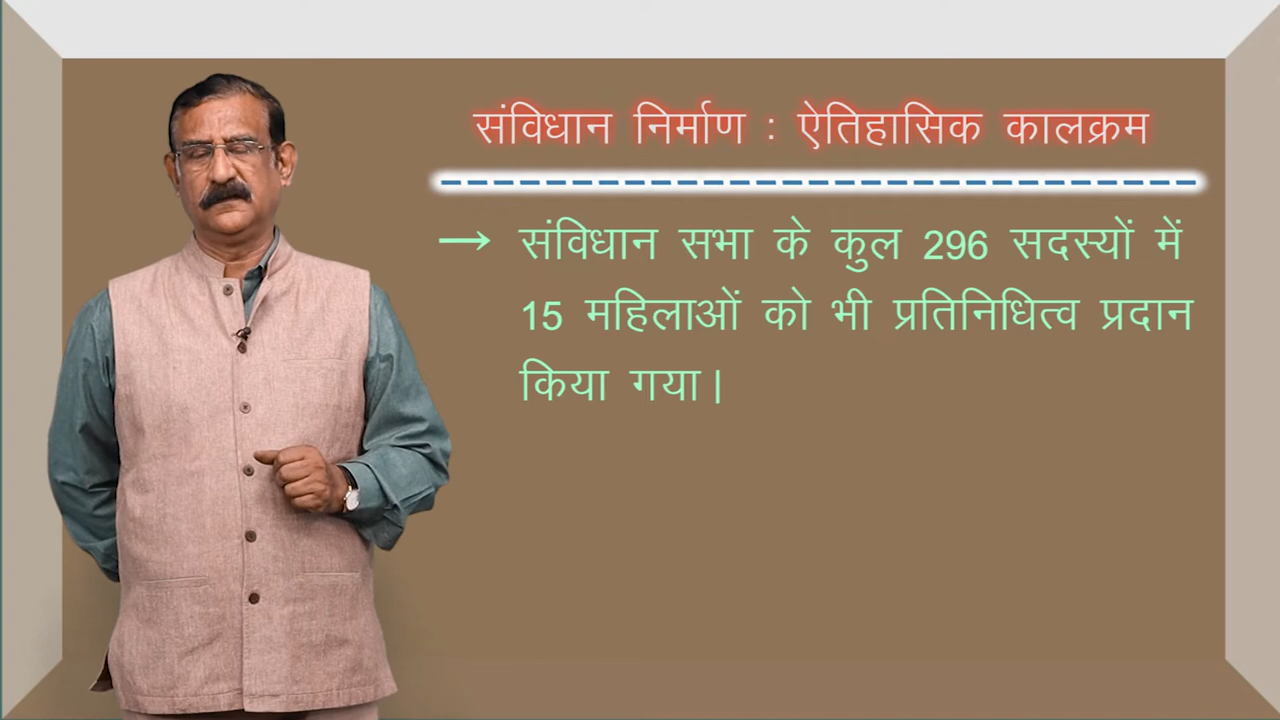 संविधान निर्माण : ऐतिहासिक कालक्रम
→ संविधान सभा के कुल 296 सदस्यों में
15 महिलाओं को भी प्रतिनिधित्व प्रदान
किया गया।